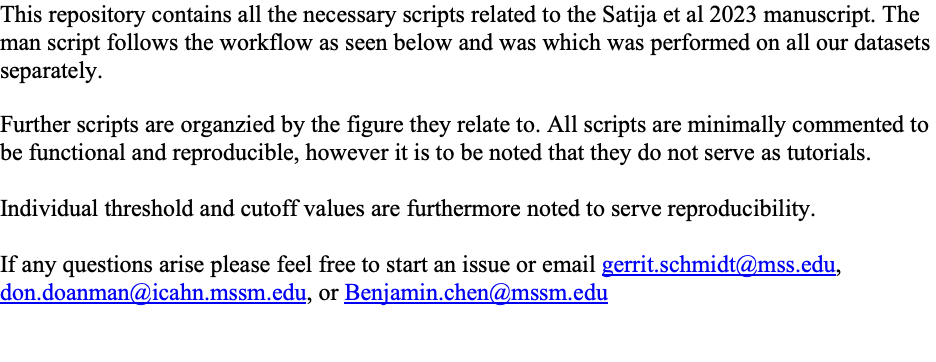 This repository contains all the necessary scripts related to the Satija et al 2023 manuscript. The
man script follows the workflow as seen below and was which was performed on all our datasets
separately.
Further scripts are organzied by the figure they relate to. All scripts are minimally commented to
be functional and reproducible, however it is to be noted that they do not serve as tutorials.
Individual threshold and cutoff values are furthermore noted to serve reproducibility.
If any questions arise please feel free to start an issue or email gerrit.schmidt@mss.edu,
don.doanman@icahn.mssm.edu, or Benjamin.chen@mssm.edu